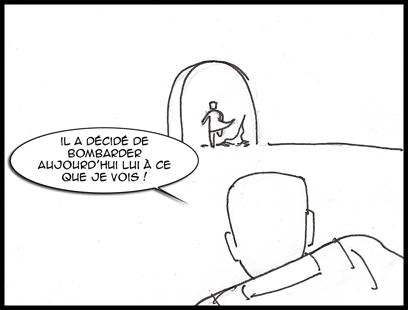 IL A DÉCIDÉ DE
BOMBARDER
AUJOURD'HUI LUI À CE
QUE JE VOIS !